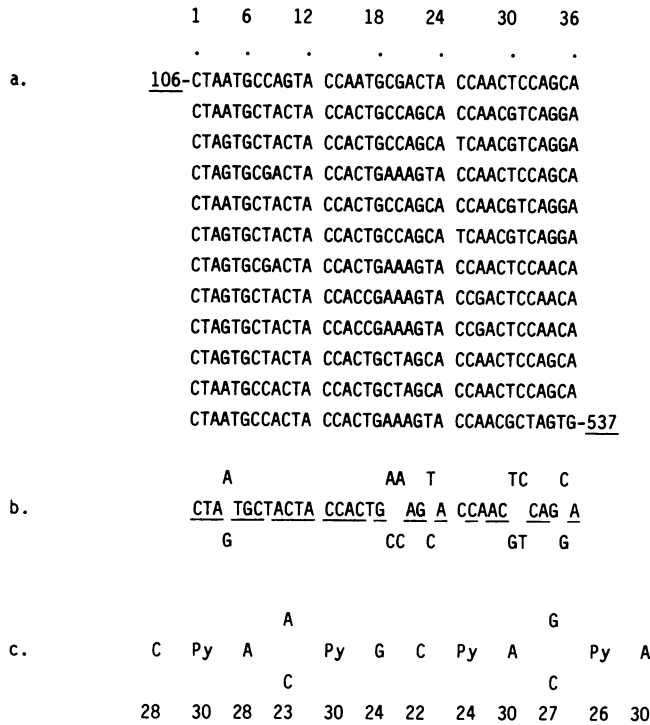 1 6 12 18 24 30 36
. . . . . . .
a. 106-CTAATGCCAGTA CCAATGCGACTA CCAACTCCAGCA
CTAATGCTACTA CCACTGCCAGCA CCAACGTCAGGA
CTAGTGCTACTA CCACTGCCAGCA TCAACGTCAGGA
CTAGTGCGACTA CCACTGAAAGTA CCAACTCCAGCA
CTAATGCTACTA CCACTGCCAGCA CCAACGTCAGGA
CTAGTGCTACTA CCACTGCCAGCA TCAACGTCAGGA
CTAGTGCGACTA CCACTGAAAGTA CCAACTCCAACA
CTAGTGCTACTA CCACCGAAAGTA CCGACTCCAACA
CTAGTGCTACTA CCACCGAAAGTA CCGACTCCAACA
CTAGTGCTACTA CCACTGCTAGCA CCAACTCCAGCA
CTAATGCCACTA CCACTGCTAGCA CCAACTCCAGCA
CTAATGCCACTA CCACTGAAAGTA CCAACGCTAGTG-537
A AA T TC C
b. CTA TGCTACTA CCACTG AG A CCAAC CAG A
G CC C GT G
A G
c. C Py A Py G C Py A Py A
C C
28 30 28 23 30 24 22 24 30 27 26 30